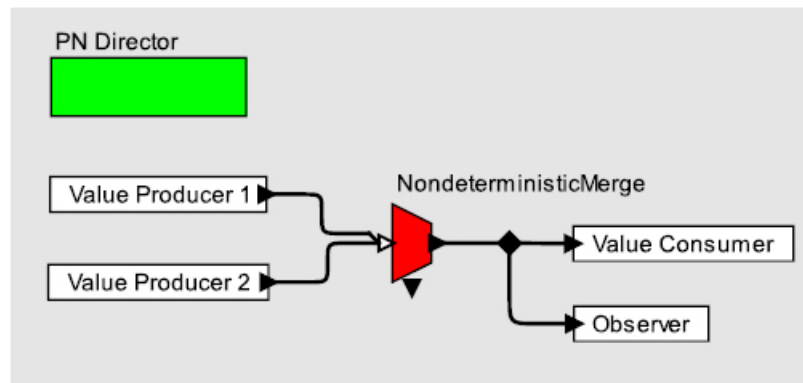 PN Director
Value Producer 1
NondeterministicMerge
Value Consumer
Value Producer 2
Observer